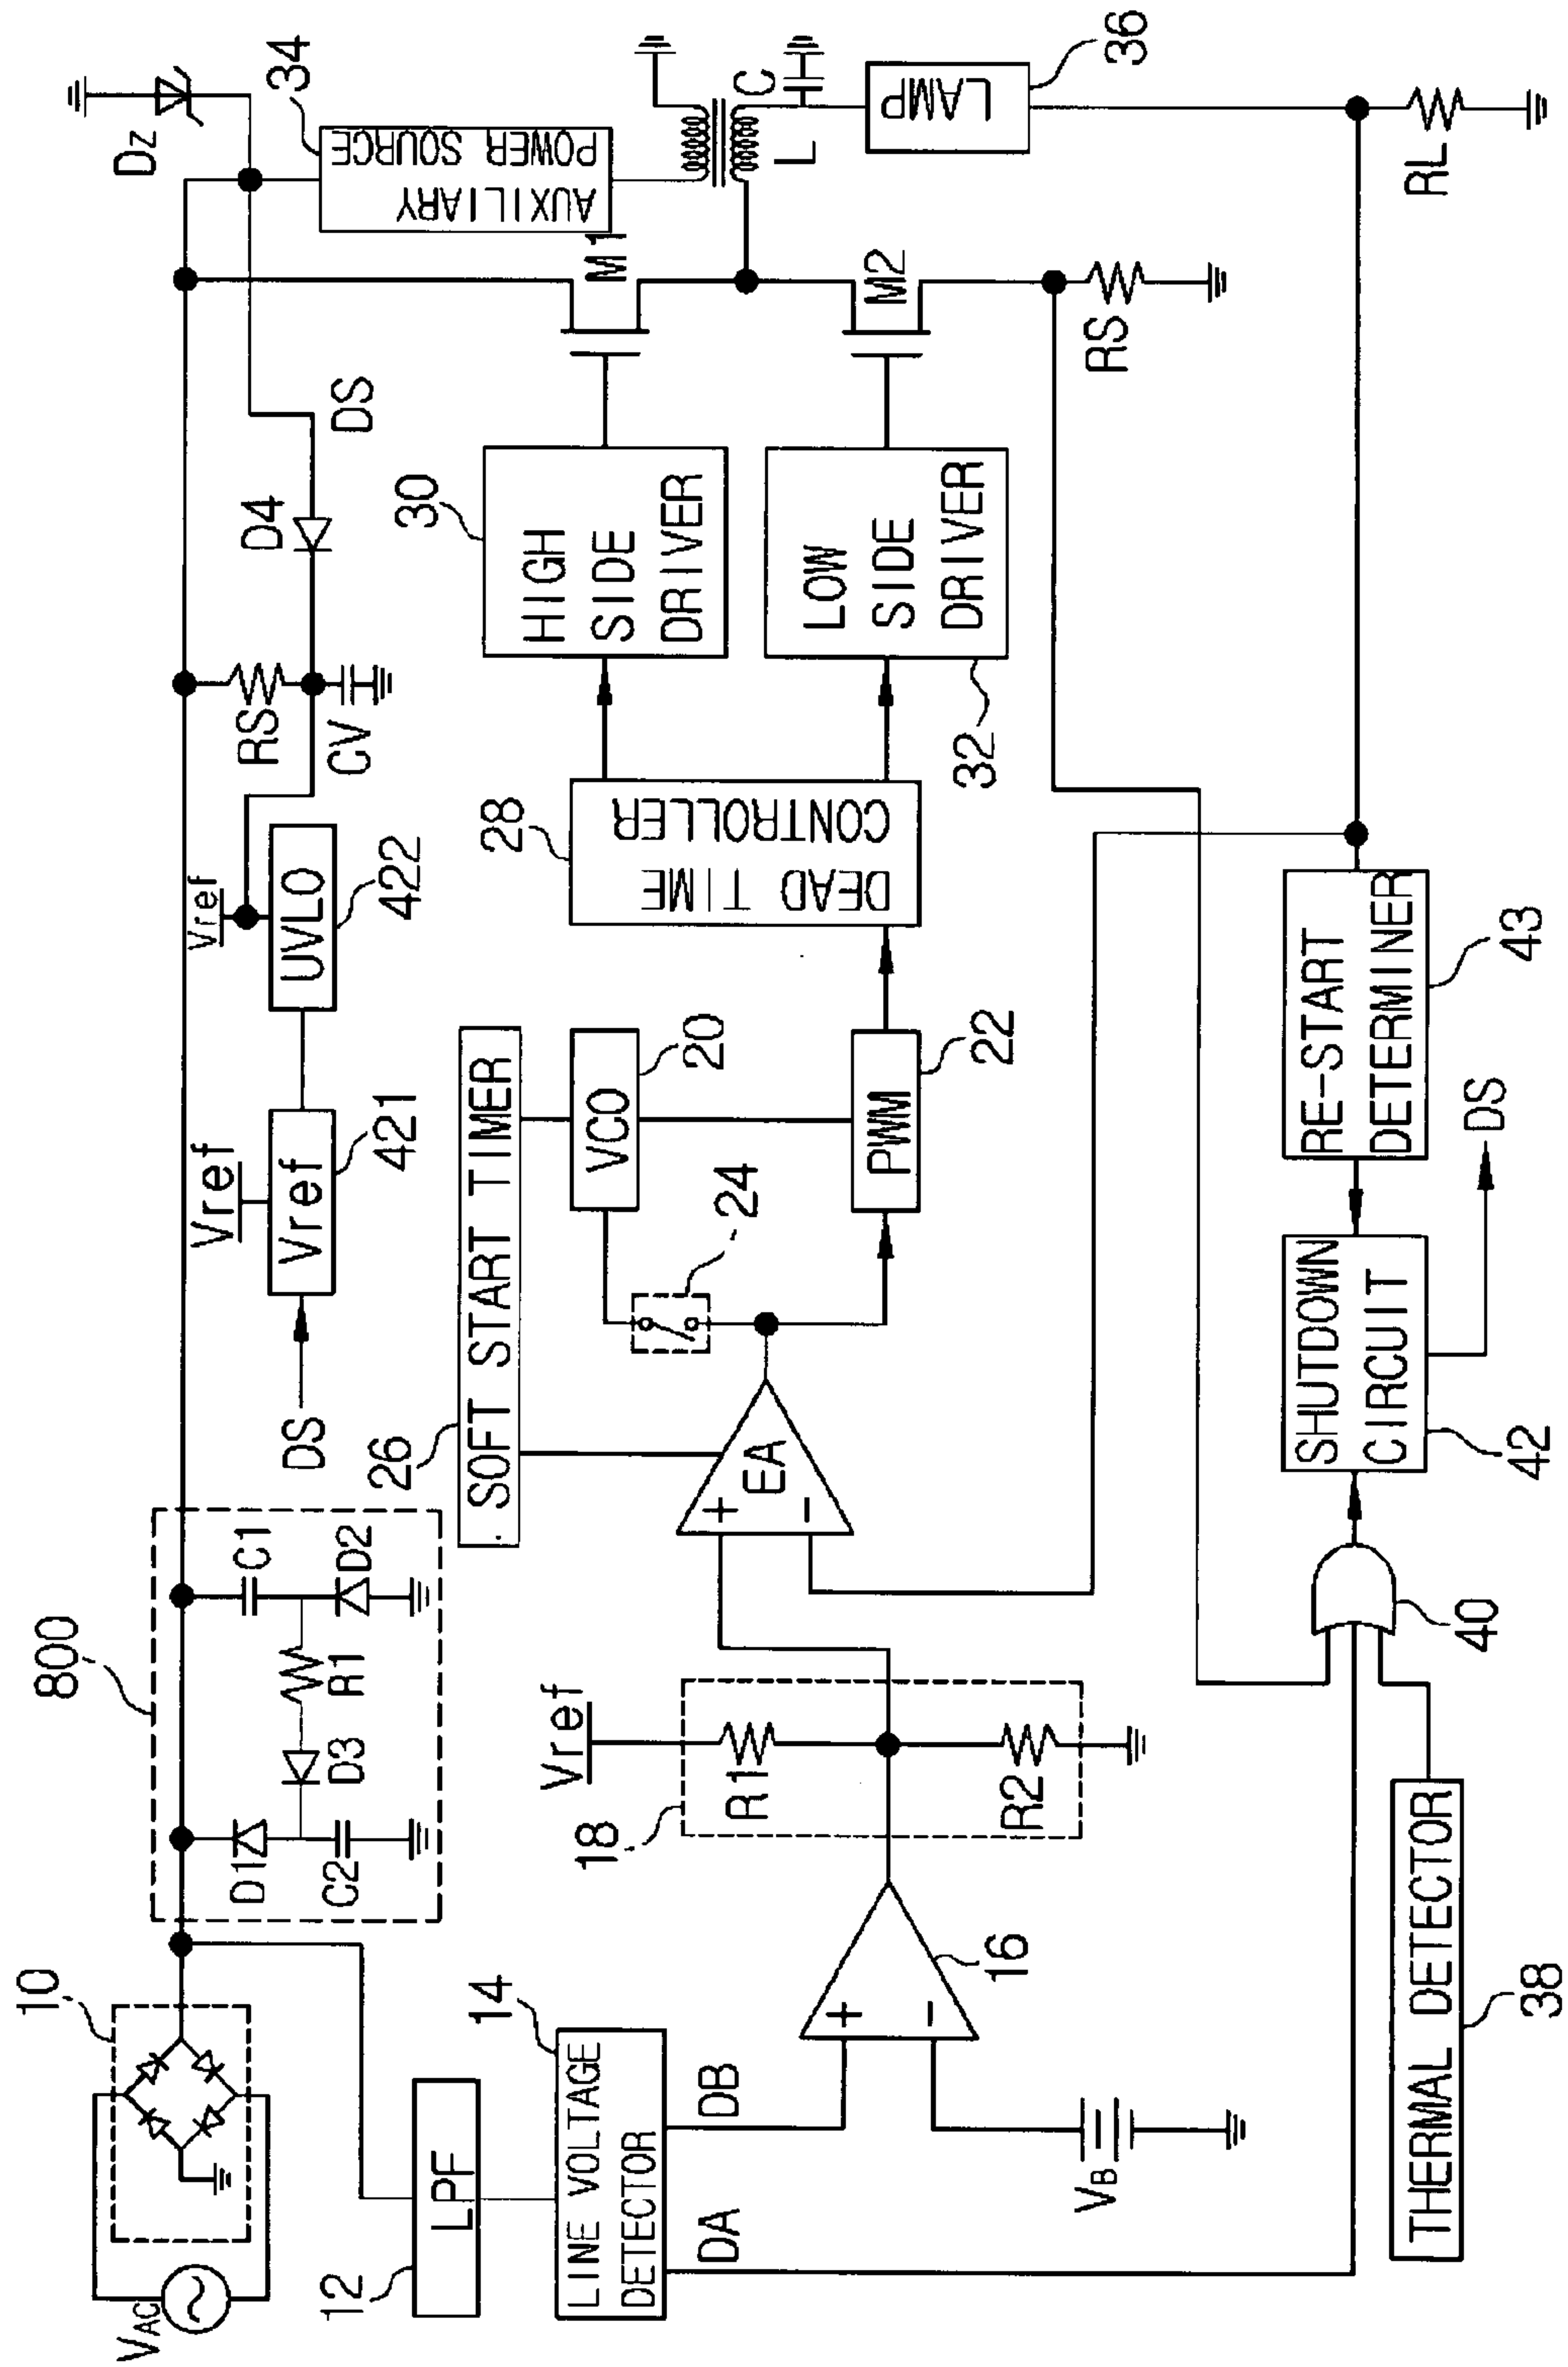 VAC
10
800
D1
C2
D3
R1
C1
D2
DS
Vref
Vref
421
Vref
UVLO
422
RS
CV
D4
DS
DZ
34
AUXILIARY
POWER SOURCE
12
LPF
14
LINE VOLTAGE
DETECTOR
DA
DB
VB
+
-
16
18
Vref
R1
R2
26
SOFT START TIMER
+
-
EA
24
VCO
20
PWM
22
28
DEAD TIME
CONTROLLER
30
HIGH
SIDE
DRIVER
LOW
SIDE
DRIVER
32
M1
M2
RS
L
C
LAMP
36
RL
THERMAL DETECTOR
38
40
SHUTDOWN
CIRCUIT
42
DS
RE-START
DETERMINER
43